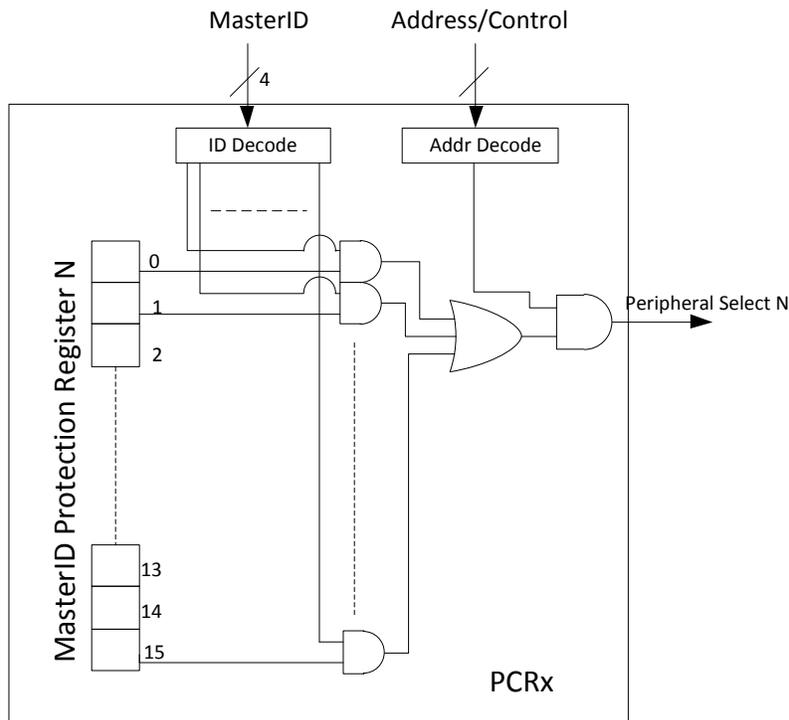 MasterID
Address/Control
4
ID Decode
Addr Decode
MasterID Protection Register N
0
1
2
13
14
15
Peripheral Select N
PCRx